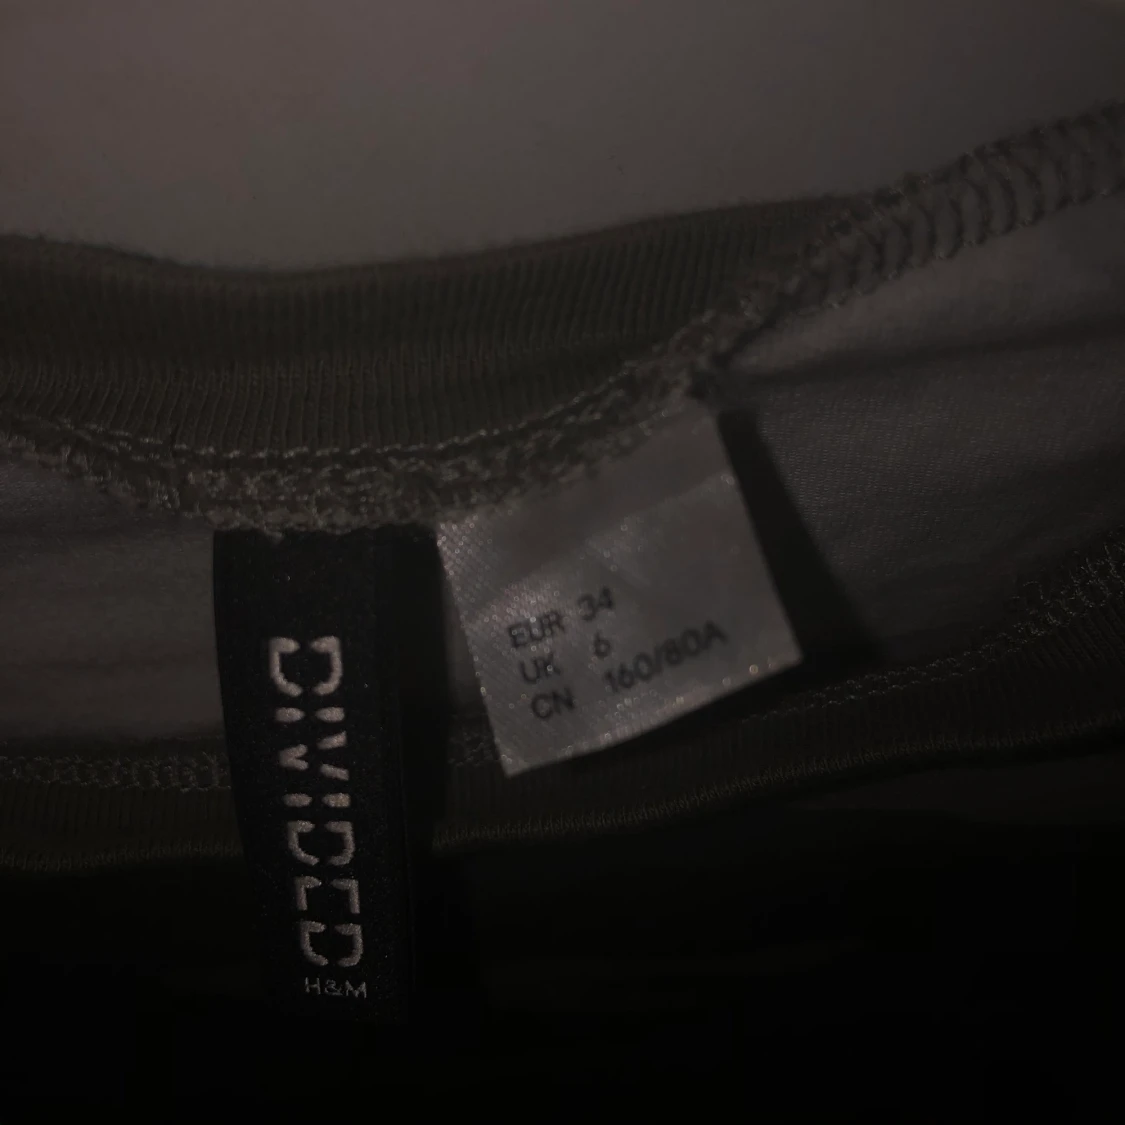 DIVIDED
H&M
EUR 34
UK 6
CN 160/80A